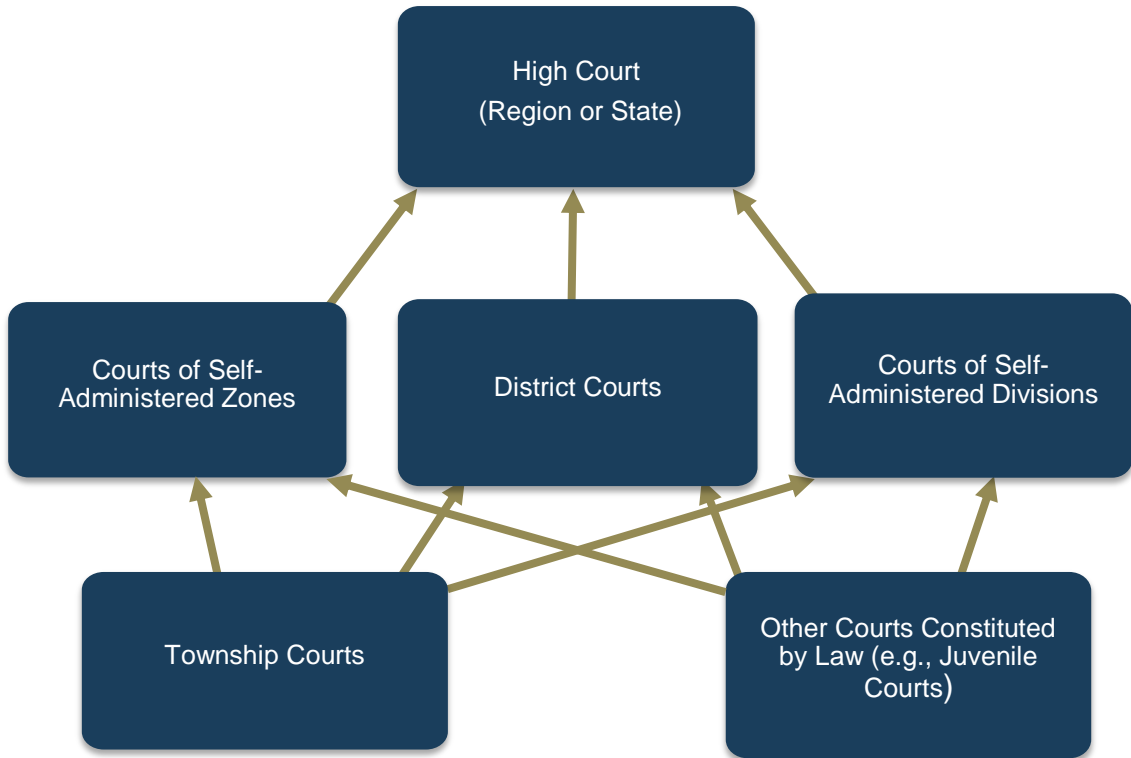 High Court
(Region or State)
Courts of Self-
Administered Zones
District Courts
Courts of Self-
Administered Divisions
Township Courts
Other Courts Constituted
by Law (e.g., Juvenile
Courts)